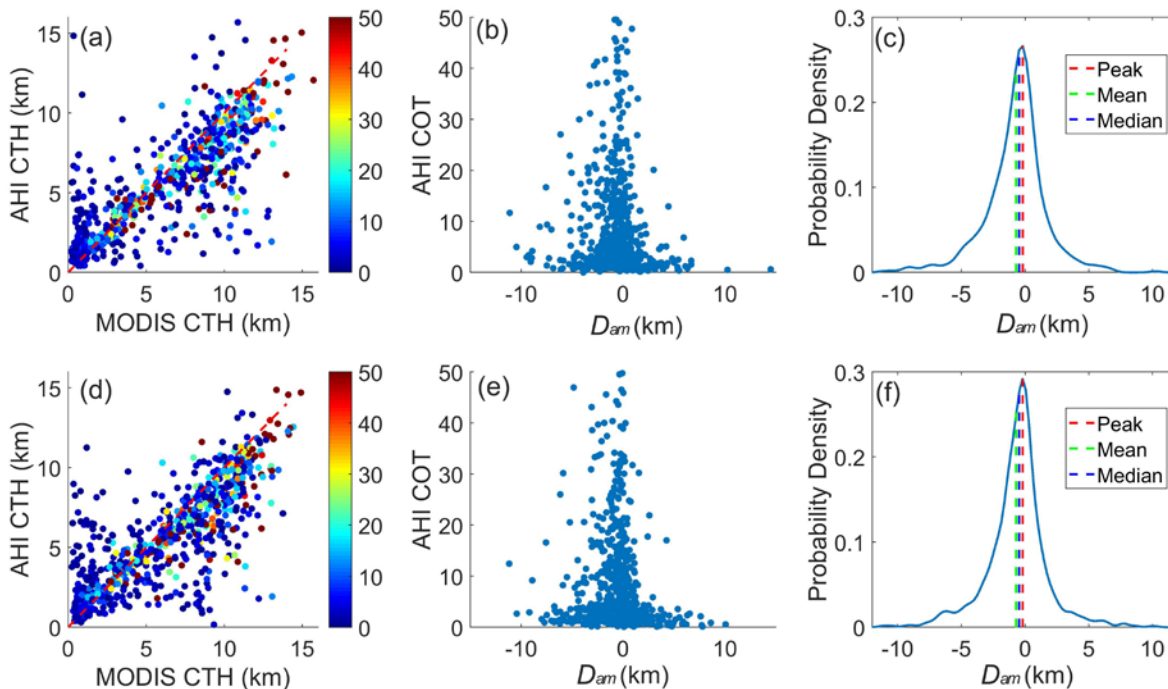 (a)
AHI CTH (km)
15
10
5
0
0 5 10 15
MODIS CTH (km)
50
40
30
20
10
0
(b)
AHI COT
50
40
30
20
10
0
-10 0 10
Dam (km)
(c)
Probability Density
0.3
0.2
0.1
0
-10 -5 0 5 10
Dam (km)
Peak
Mean
Median
(d)
AHI CTH (km)
15
10
5
0
0 5 10 15
MODIS CTH (km)
50
40
30
20
10
0
(e)
AHI COT
50
40
30
20
10
0
-10 0 10
Dam (km)
(f)
Probability Density
0.3
0.2
0.1
0
-10 -5 0 5 10
Dam (km)
Peak
Mean
Median